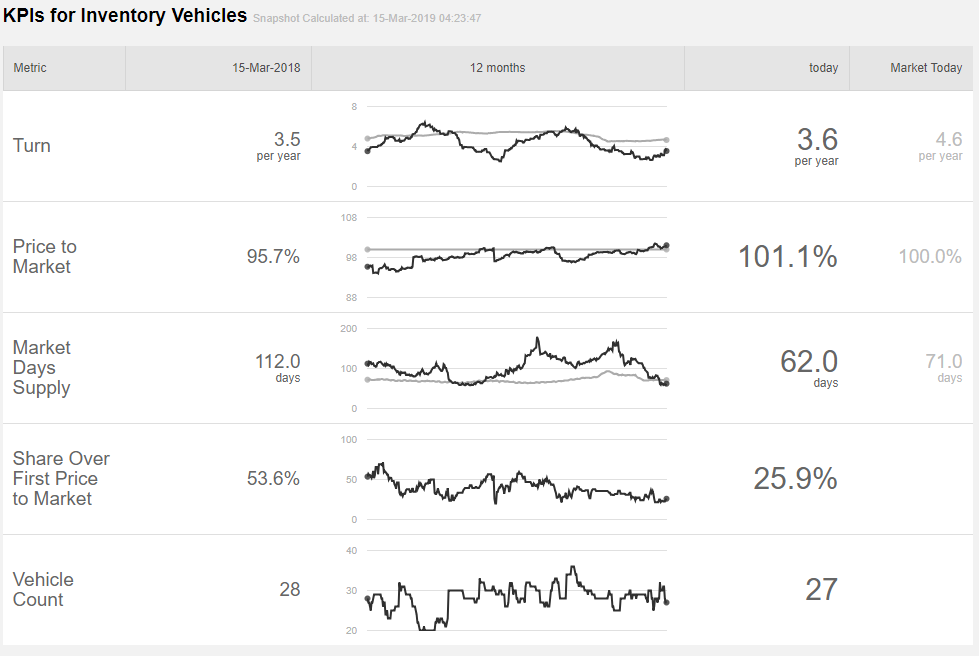 KPIs for Inventory Vehicles Snapshot Calculated at: 15-Mar-2019 04:23:47
Metric 15-Mar-2018 12 months today Market Today
Turn 3.5 per year 8 4 0 3.6 per year 4.6 per year
Price to
Market 95.7% 108 98 88 101.1% 100.0%
Market
Days
Supply 112.0 days 200 100 0 62.0 days 71.0 days
Share Over
First Price
to Market 53.6% 100 50 0 25.9%
Vehicle
Count 28 40 30 20 27